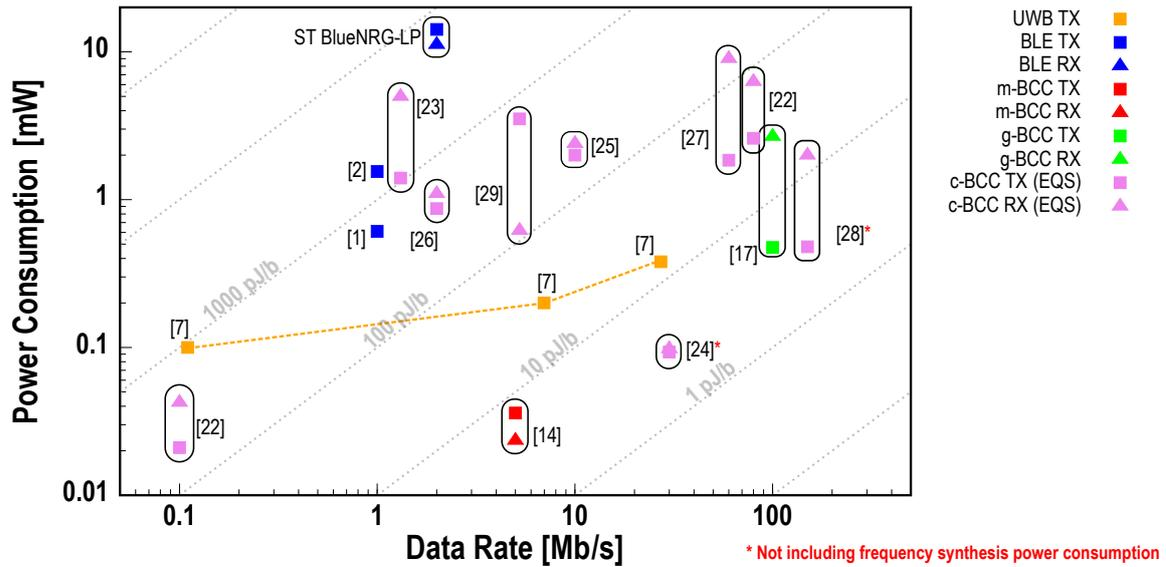 Power Consumption [mW]
10
1
0.1
0.01
0.1
1
10
100
Data Rate [Mb/s]
ST BlueNRG-LP
[23]
[2]
[1]
[26]
[29]
[25]
[27]
[22]
[17]
[28]*
[7]
[7]
[7]
[24]*
[22]
[14]
1000 pJ/b
100 pJ/b
10 pJ/b
1 pJ/b
UWB TX
BLE TX
BLE RX
m-BCC TX
m-BCC RX
g-BCC TX
g-BCC RX
c-BCC TX (EQS)
c-BCC RX (EQS)
* Not including frequency synthesis power consumption